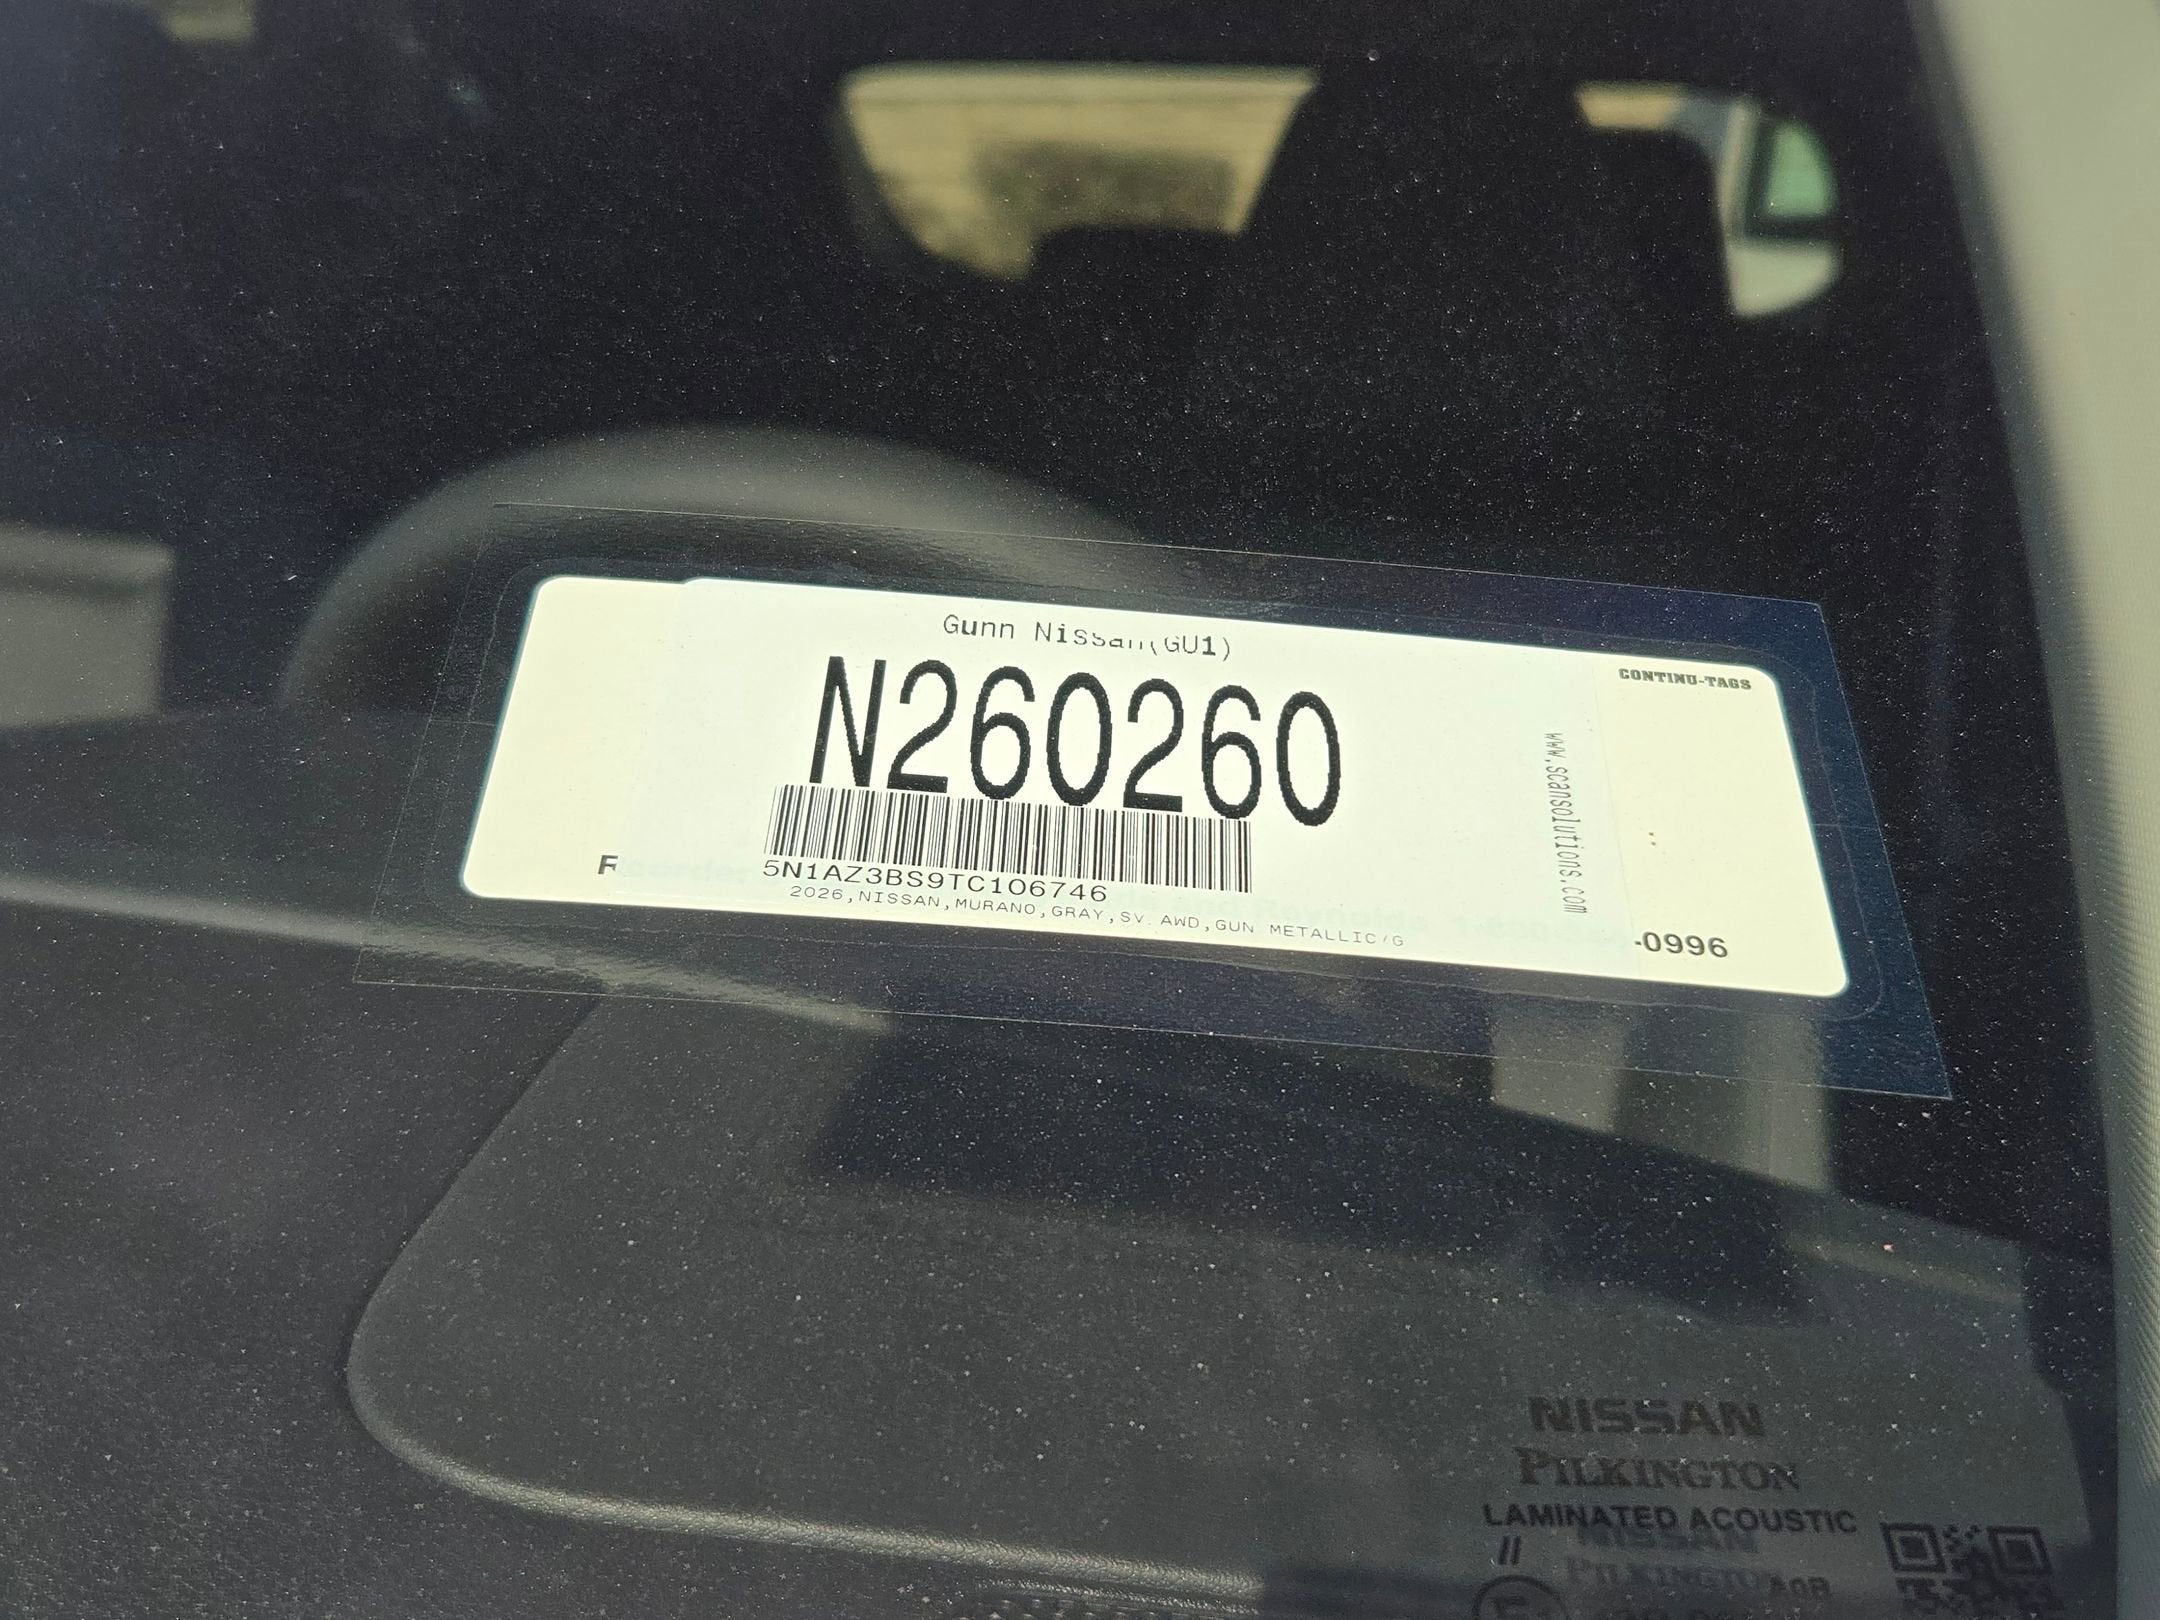 Gunn Nissan(GU1)
CONTINU-TAGS
N260260
www.scansolutions.com
5N1AZ3BS9TC106746
2026,NISSAN,MURANO,GRAY,SV AWD,GUN METALLIC/G
F
-0996
NISSAN
PILKINGTON
LAMINATED ACOUSTIC
II